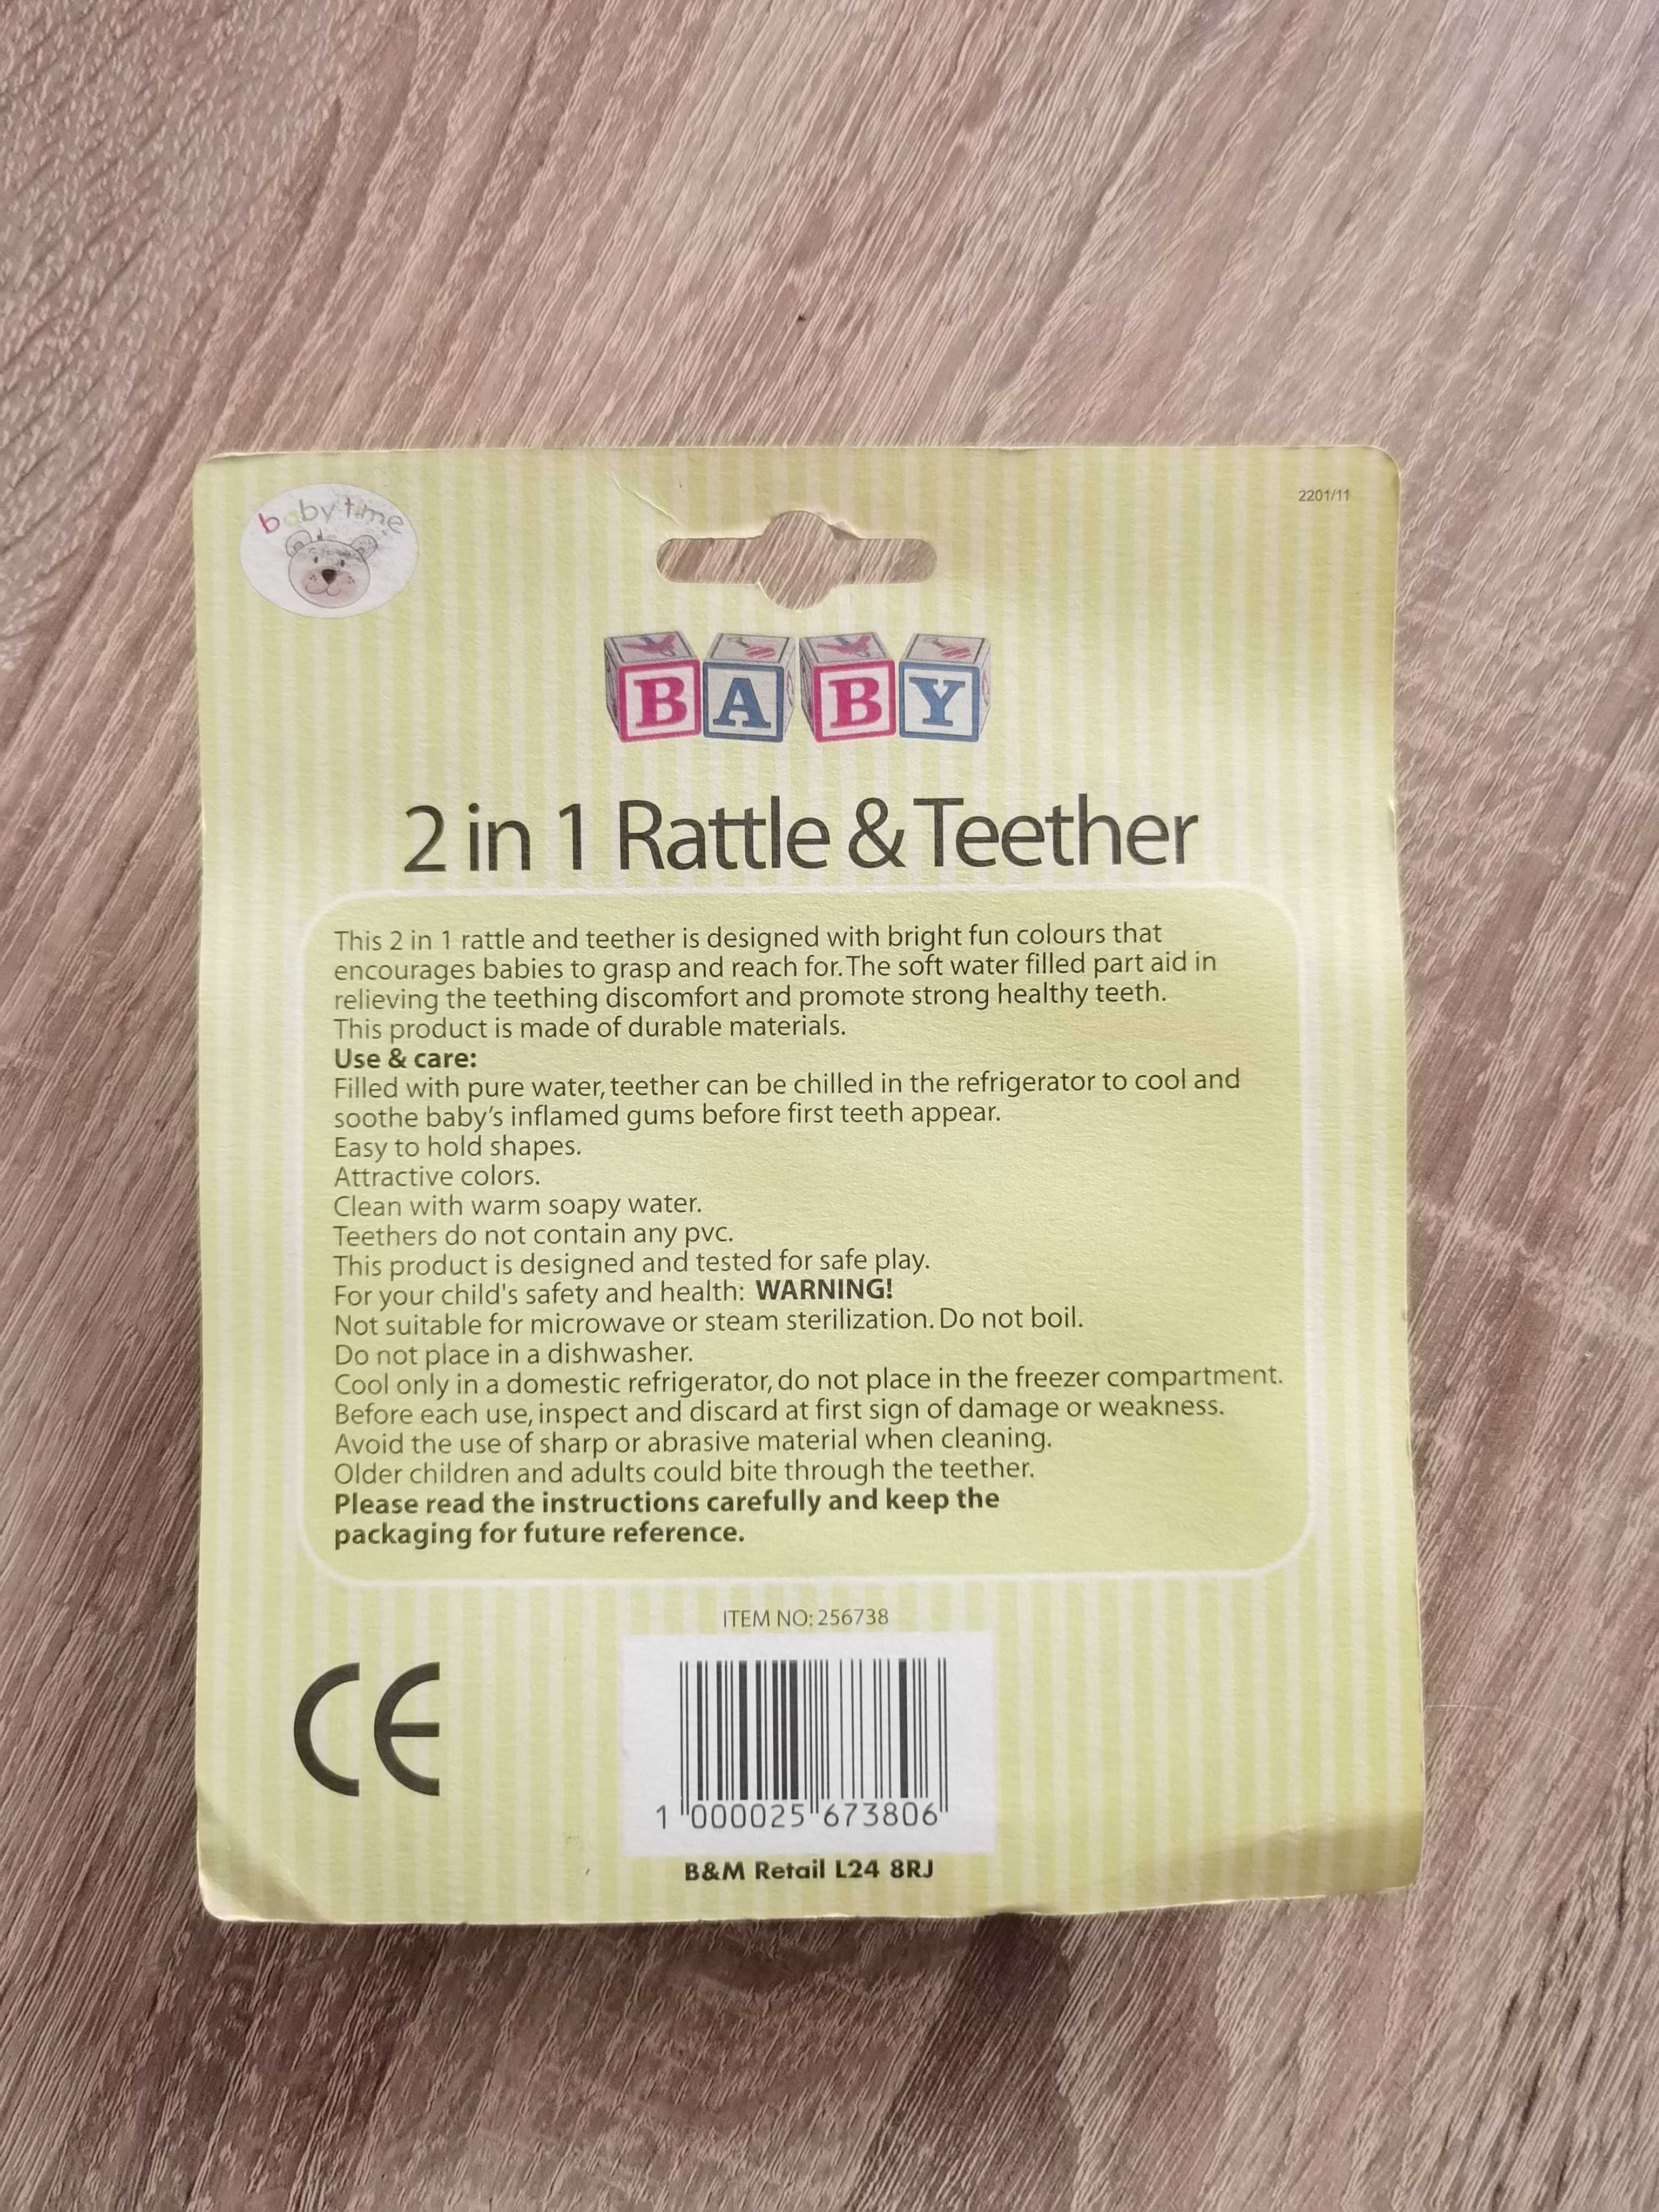 baby time
2201/11
BABY
2 in 1 Rattle & Teether
This 2 in 1 rattle and teether is designed with bright fun colours that
encourages babies to grasp and reach for. The soft water filled part aid in
relieving the teething discomfort and promote strong healthy teeth.
This product is made of durable materials.
Use & care:
Filled with pure water, teether can be chilled in the refrigerator to cool and
soothe baby’s inflamed gums before first teeth appear.
Easy to hold shapes.
Attractive colors.
Clean with warm soapy water.
Teethers do not contain any pvc.
This product is designed and tested for safe play.
For your child's safety and health: WARNING!
Not suitable for microwave or steam sterilization. Do not boil.
Do not place in a dishwasher.
Cool only in a domestic refrigerator, do not place in the freezer compartment.
Before each use, inspect and discard at first sign of damage or weakness.
Avoid the use of sharp or abrasive material when cleaning.
Older children and adults could bite through the teether.
Please read the instructions carefully and keep the
packaging for future reference.
ITEM NO: 256738
CE
1 000025 673806
B&M Retail L24 8RJ